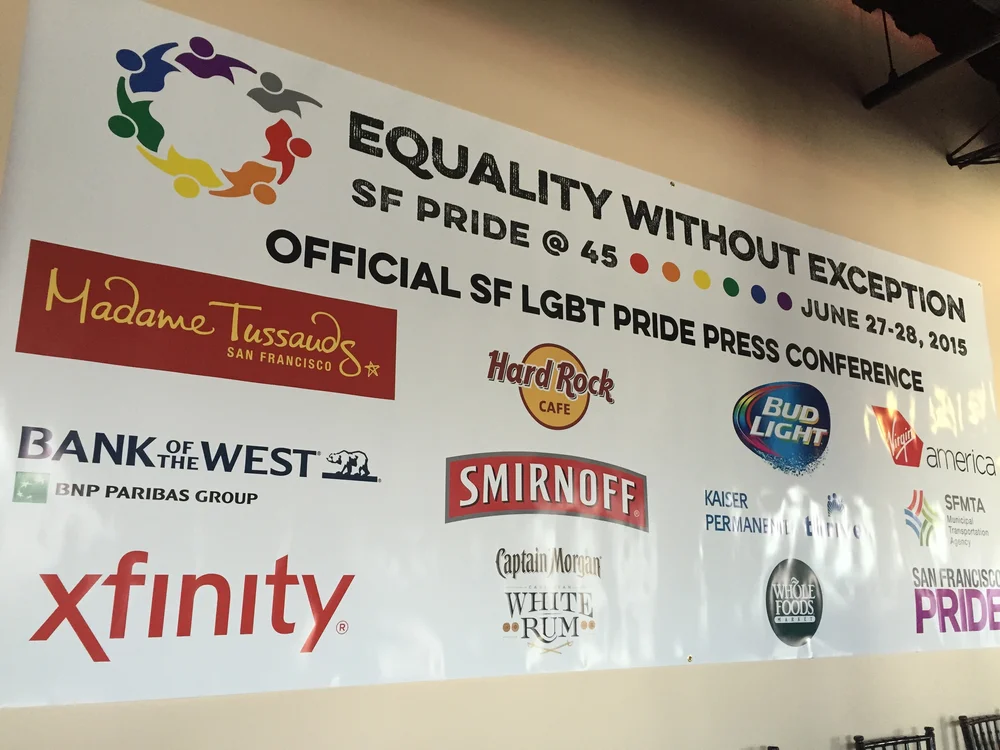 EQUALITY WITHOUT EXCEPTION
SF PRIDE @ 45
JUNE 27-28, 2015
OFFICIAL SF LGBT PRIDE PRESS CONFERENCE
Madame Tussauds
SAN FRANCISCO
Hard Rock
CAFE
BUD
LIGHT
Virgin
america
BANK OF THE WEST
BNP PARIBAS GROUP
SMIRNOFF
KAISER
PERMANENTE
thrive
SFMTA
Municipal
Transportation
Agency
xfinity
Captain Morgan
WHITE
RUM
WHOLE
FOODS
MARKET
SAN FRANCISCO
PRIDE